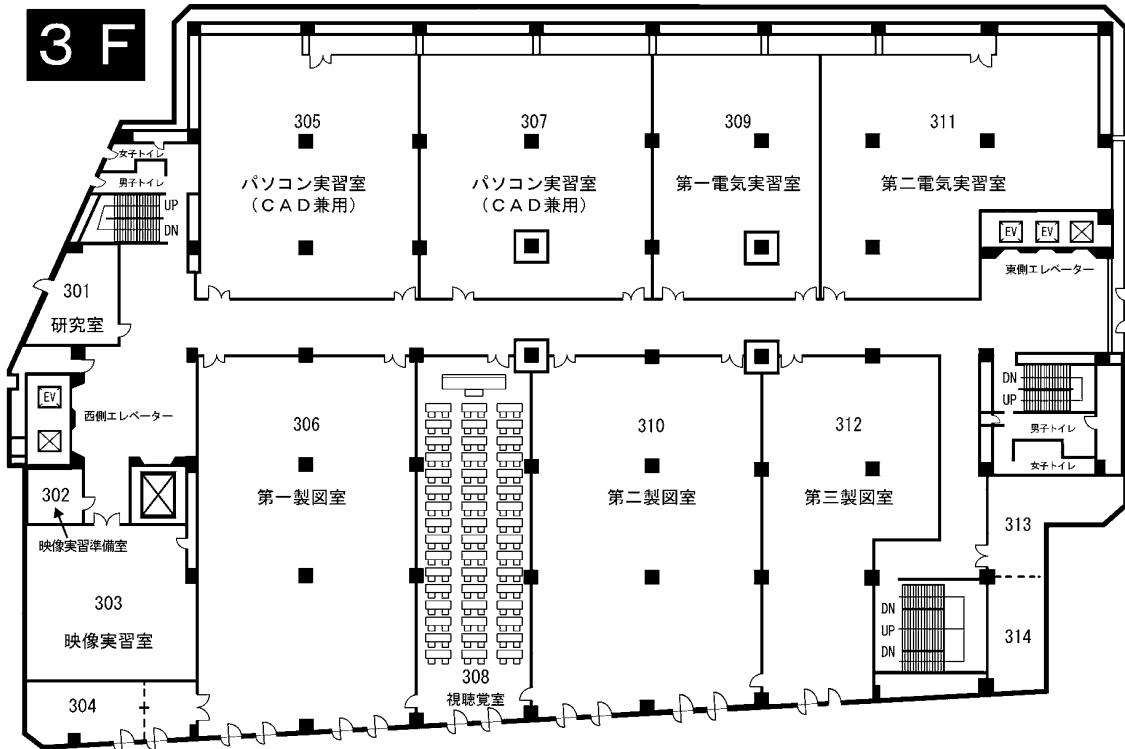 3 F
305
パソコン実習室
(CAD兼用)
307
パソコン実習室
(CAD兼用)
309
第一電気実習室
311
第二電気実習室
女子トイレ
男子トイレ
UP
DN
EV
EV
東側エレベーター
301
研究室
EV
西側エレベーター
302
映像実習準備室
303
映像実習室
304
306
第一製図室
308
視聴覚室
310
第二製図室
312
第三製図室
DN
UP
男子トイレ
女子トイレ
313
314
DN
UP
DN